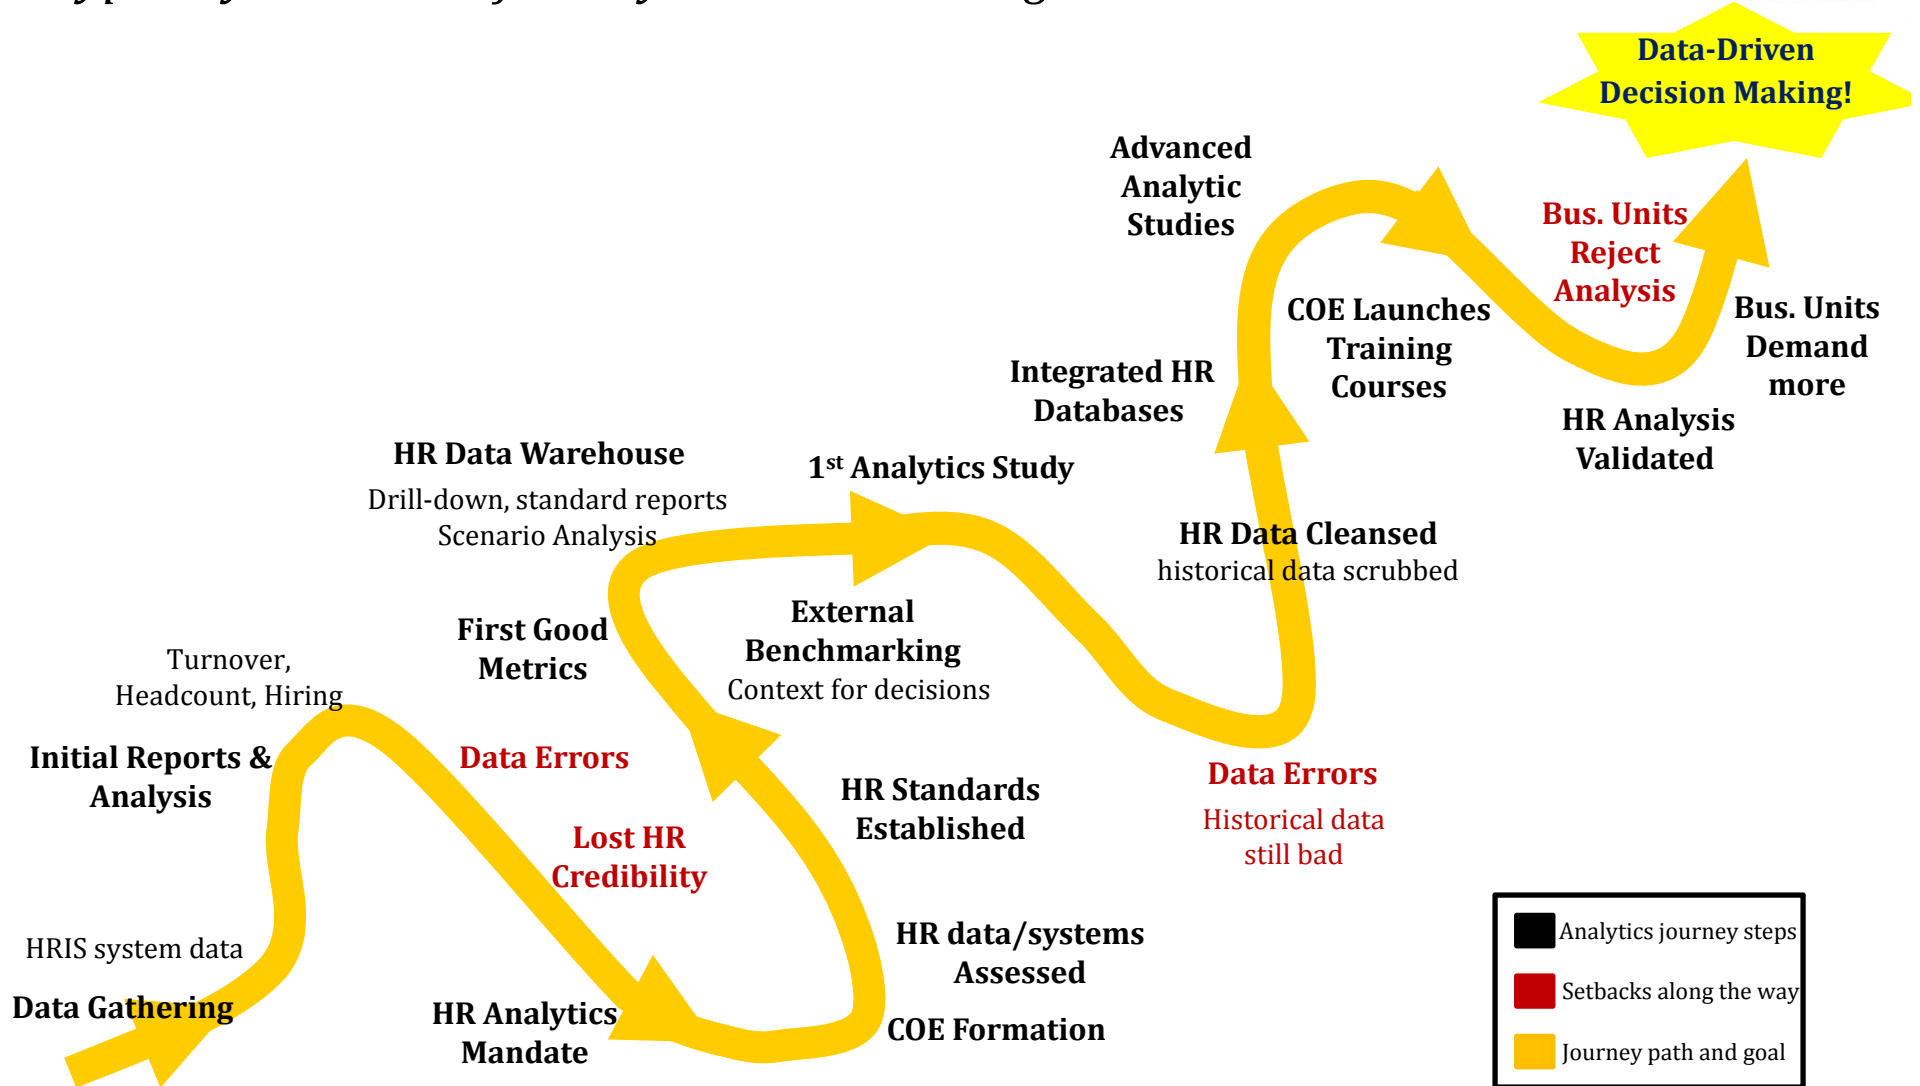 Data-Driven
Decision Making!
Advanced
Analytic
Studies
Bus. Units
Reject
Analysis
COE Launches
Training
Courses
Bus. Units
Demand
more
Integrated HR
Databases
HR Analysis
Validated
HR Data Warehouse
Drill-down, standard reports
Scenario Analysis
1st Analytics Study
HR Data Cleansed
historical data scrubbed
External
Benchmarking
Context for decisions
First Good
Metrics
Turnover,
Headcount, Hiring
Initial Reports &
Analysis
Data Errors
Lost HR
Credibility
HR Standards
Established
Data Errors
Historical data
still bad
HRIS system data
Data Gathering
HR Analytics
Mandate
HR data/systems
Assessed
COE Formation
Analytics journey steps
Setbacks along the way
Journey path and goal